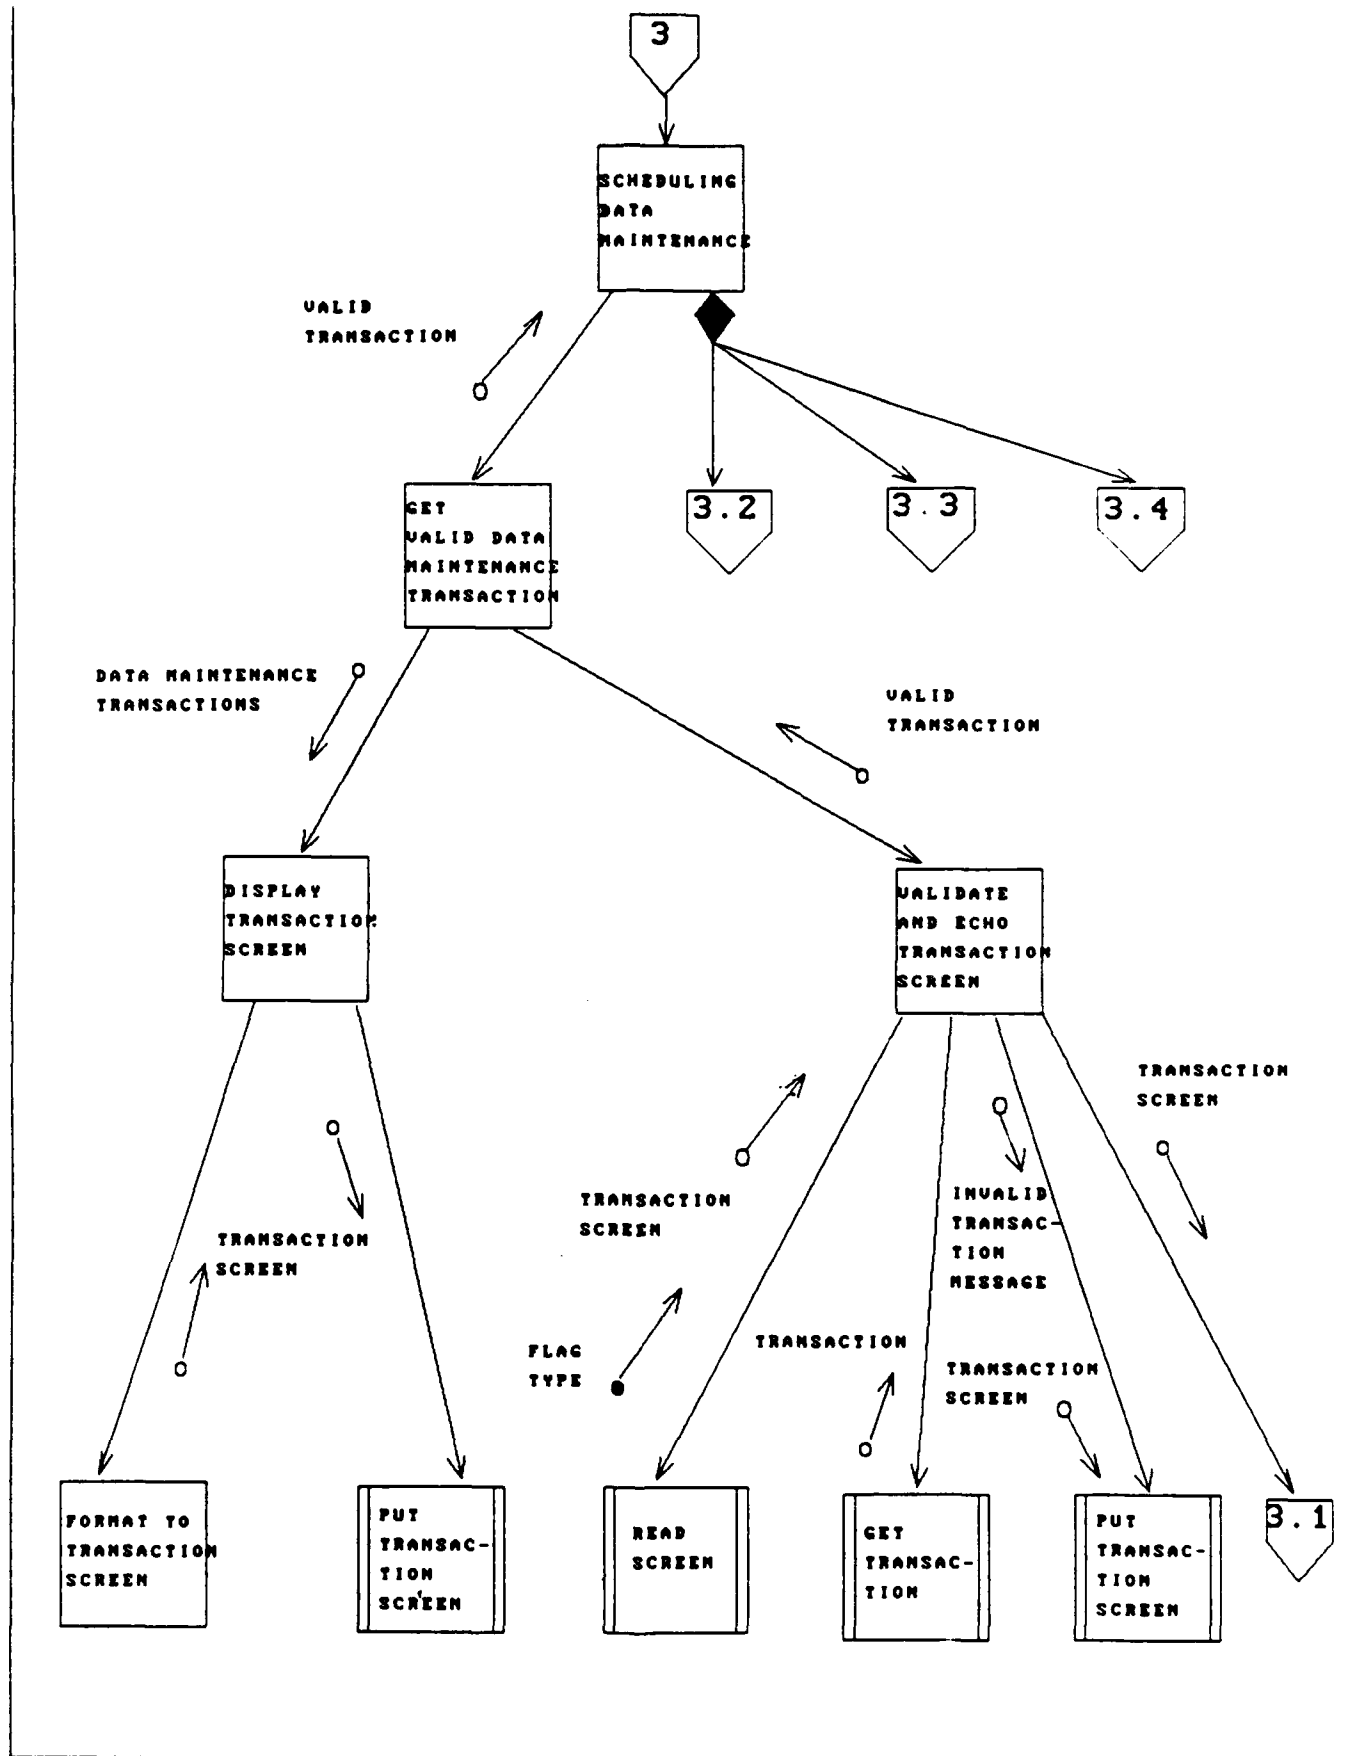 3
SCHEDULING
DATA
MAINTENANCE
VALID
TRANSACTION
GET
VALID DATA
MAINTENANCE
TRANSACTION
3.2
3.3
3.4
DATA MAINTENANCE
TRANSACTIONS
VALID
TRANSACTION
DISPLAY
TRANSACTION
SCREEN
VALIDATE
AND ECHO
TRANSACTION
SCREEN
TRANSACTION
SCREEN
TRANSACTION
SCREEN
INVALID
TRANSAC-
TION
MESSAGE
TRANSACTION
SCREEN
FLAG
TYPE
TRANSACTION
TRANSACTION
SCREEN
FORMAT TO
TRANSACTION
SCREEN
PUT
TRANSAC-
TION
SCREEN
READ
SCREEN
GET
TRANSAC-
TION
PUT
TRANSAC-
TION
SCREEN
3.1